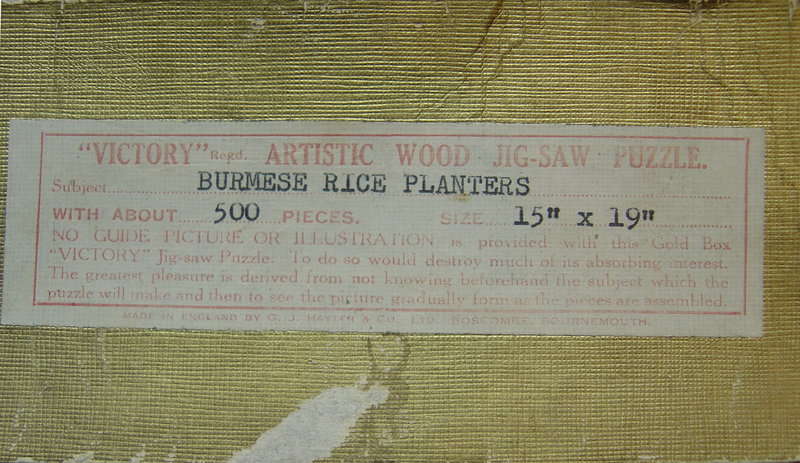 "VICTORY" Regd. ARTISTIC WOOD JIG-SAW PUZZLE.
Subject BURMESE RICE PLANTERS
WITH ABOUT 500 PIECES. SIZE 15" x 19"
NO GUIDE PICTURE OR ILLUSTRATION is provided with this Gold Box
"VICTORY" Jig-saw Puzzle. To do so would destroy much of its absorbing interest.
The greatest pleasure is derived from not knowing beforehand the subject which the
puzzle will make and then to see the picture gradually form as the pieces are assembled.
MADE IN ENGLAND BY G. J. HAYTER & CO., LTD., BOSCOMBE, BOURNEMOUTH.